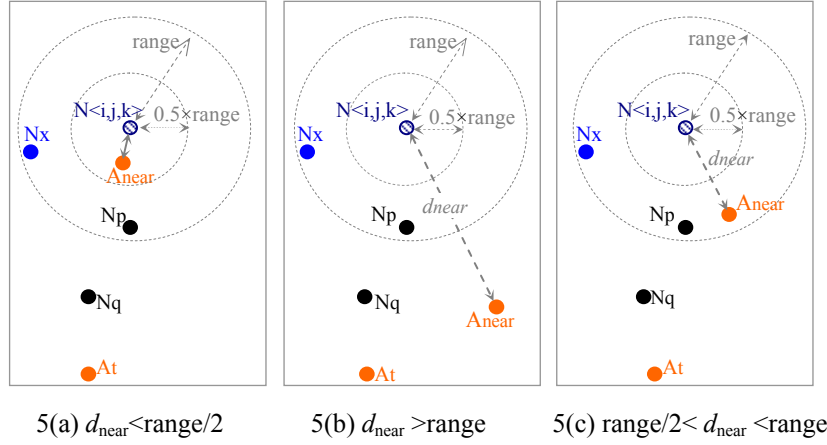 range
N<i,j,k>
0.5×range
Nx
Anear
Np
Nq
At
5(a) dnear<range/2
range
N<i,j,k>
0.5×range
Nx
Np
dnear
Nq
Anear
At
5(b) dnear >range
range
N<i,j,k>
0.5×range
Nx
dnear
Anear
Np
Nq
At
5(c) range/2< dnear <range